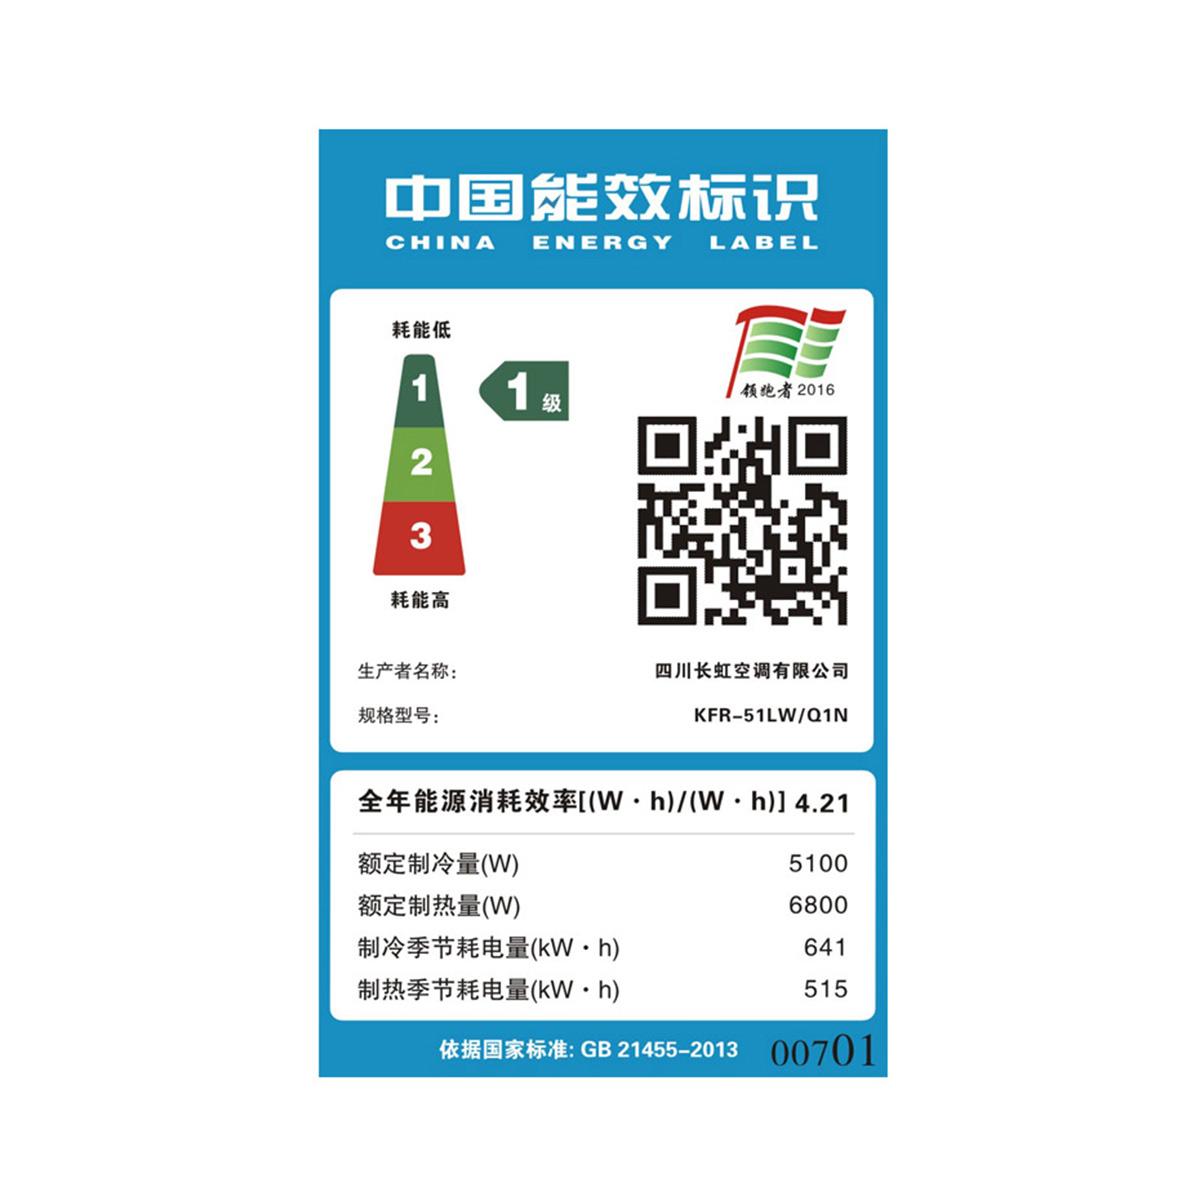 中国能效标识
CHINA ENERGY LABEL
耗能低
1
2
3
耗能高
1级
领跑者2016
生产者名称: 四川长虹空调有限公司
规格型号: KFR-51LW/Q1N
全年能源消耗效率[(W·h)/(W·h)] 4.21
额定制冷量(W) 5100
额定制热量(W) 6800
制冷季节耗电量(kW·h) 641
制热季节耗电量(kW·h) 515
依据国家标准: GB 21455-2013 00701